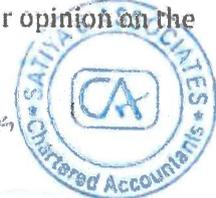 r opinion on the
SATIYA & ASSOCIATES
CA
Chartered Accountants